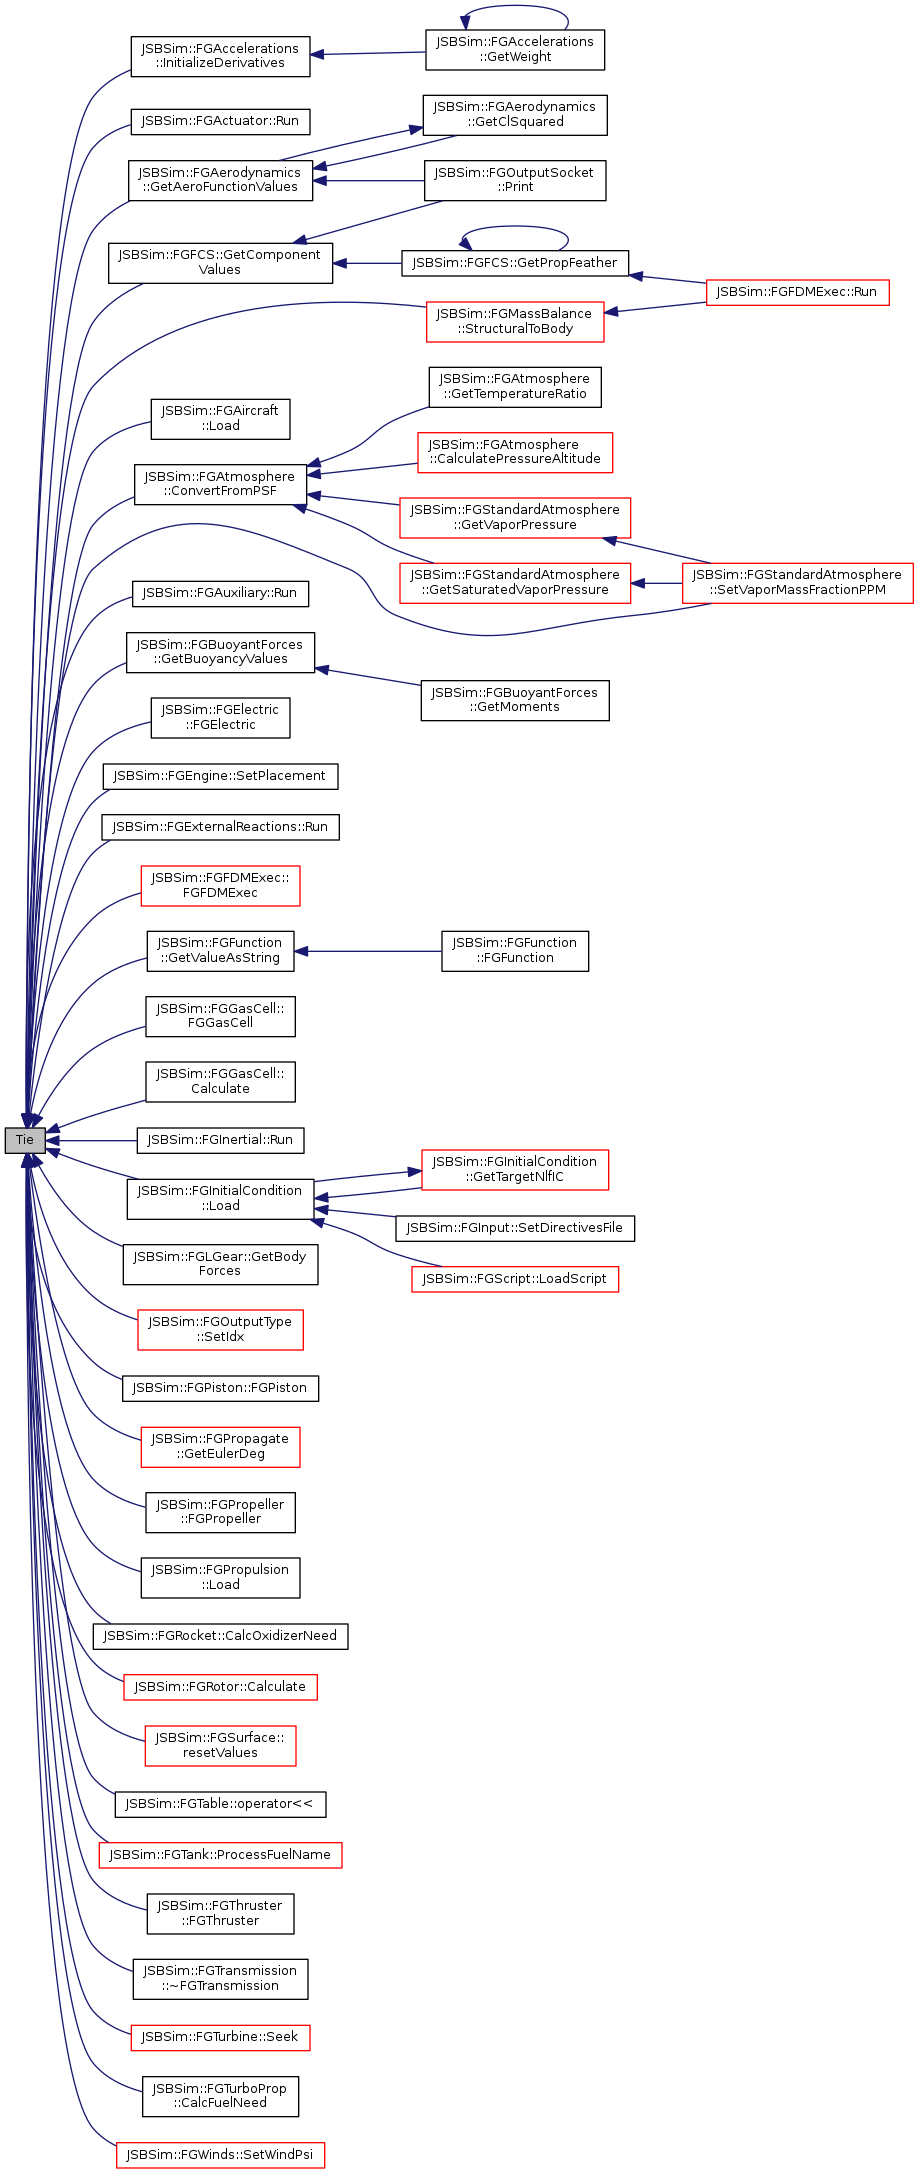 JSBSim::FGAccelerations
::InitializeDerivatives
JSBSim::FGAccelerations
::GetWeight
JSBSim::FGActuator::Run
JSBSim::FGAerodynamics
::GetClSquared
JSBSim::FGAerodynamics
::GetAeroFunctionValues
JSBSim::FGOutputSocket
::Print
JSBSim::FGFCS::GetComponent
Values
JSBSim::FGFCS::GetPropFeather
JSBSim::FGFDMExec::Run
JSBSim::FGMassBalance
::StructuralToBody
JSBSim::FGAtmosphere
::GetTemperatureRatio
JSBSim::FGAircraft
::Load
JSBSim::FGAtmosphere
::CalculatePressureAltitude
JSBSim::FGAtmosphere
::ConvertFromPSF
JSBSim::FGStandardAtmosphere
::GetVaporPressure
JSBSim::FGStandardAtmosphere
::GetSaturatedVaporPressure
JSBSim::FGStandardAtmosphere
::SetVaporMassFractionPPM
JSBSim::FGAuxiliary::Run
JSBSim::FGBuoyantForces
::GetBuoyancyValues
JSBSim::FGBuoyantForces
::GetMoments
JSBSim::FGElectric
::FGElectric
JSBSim::FGEngine::SetPlacement
JSBSim::FGExternalReactions::Run
JSBSim::FGFDMExec::
FGFDMExec
JSBSim::FGFunction
::GetValueAsString
JSBSim::FGFunction
::FGFunction
JSBSim::FGGasCell::
FGGasCell
JSBSim::FGGasCell::
Calculate
Tie
JSBSim::FGInertial::Run
JSBSim::FGInitialCondition
::GetTargetNlfIC
JSBSim::FGInitialCondition
::Load
JSBSim::FGInput::SetDirectivesFile
JSBSim::FGLGear::GetBody
Forces
JSBSim::FGScript::LoadScript
JSBSim::FGOutputType
::SetIdx
JSBSim::FGPiston::FGPiston
JSBSim::FGPropagate
::GetEulerDeg
JSBSim::FGPropeller
::FGPropeller
JSBSim::FGPropulsion
::Load
JSBSim::FGRocket::CalcOxidizerNeed
JSBSim::FGRotor::Calculate
JSBSim::FGSurface::
resetValues
JSBSim::FGTable::operator<<
JSBSim::FGTank::ProcessFuelName
JSBSim::FGThruster
::FGThruster
JSBSim::FGTransmission
::~FGTransmission
JSBSim::FGTurbine::Seek
JSBSim::FGTurboProp
::CalcFuelNeed
JSBSim::FGWinds::SetWindPsi